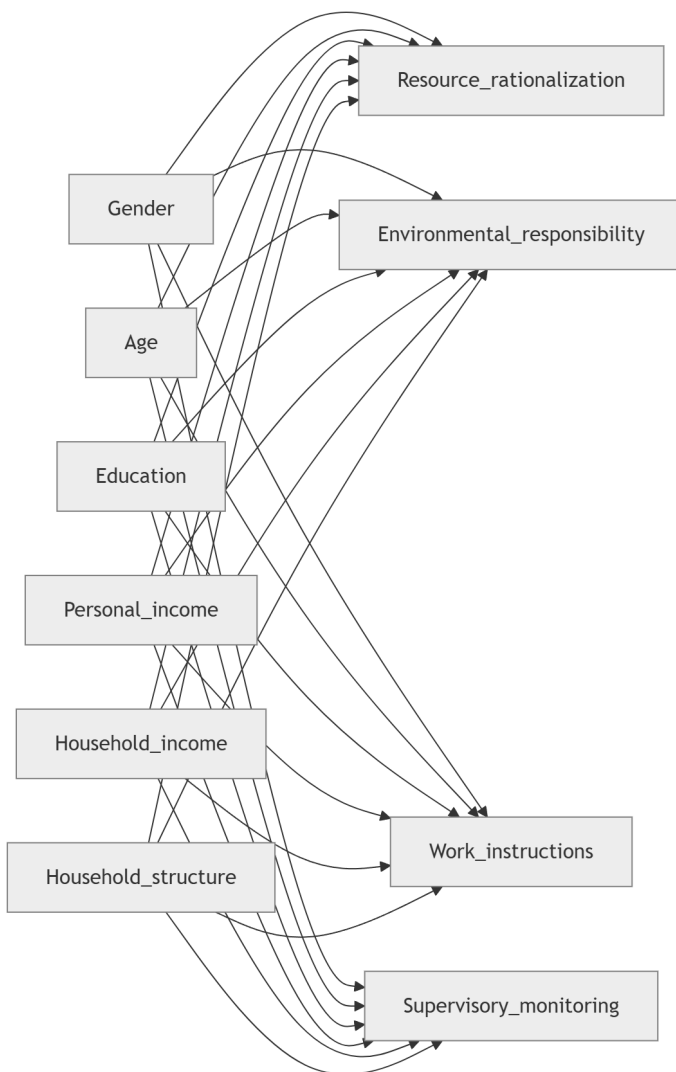 Resource_rationalization
Gender
Environmental_responsibility
Age
Education
Personal_income
Household_income
Work_instructions
Household_structure
Supervisory_monitoring